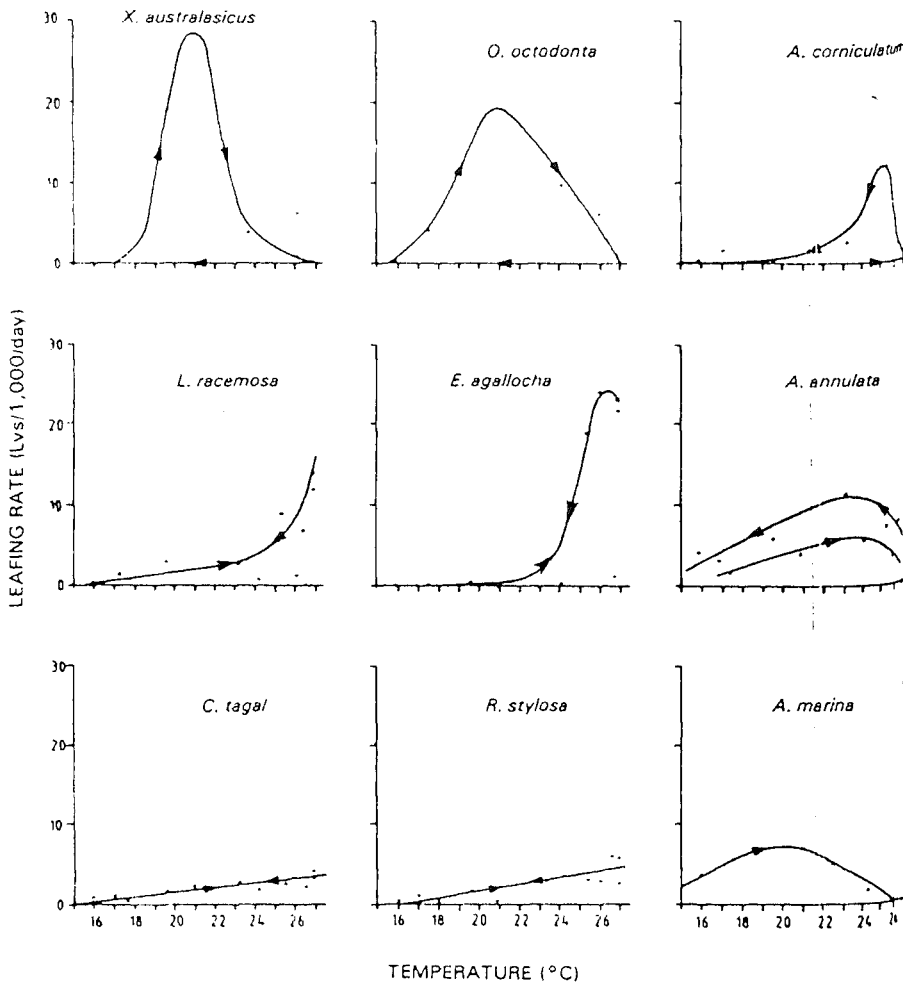 X. australasicus
O. octodonta
A. corniculatum
30
20
10
0
L. racemosa
E. agallocha
A. annulata
30
20
10
0
C. tagal
R. stylosa
A. marina
30
20
10
0
16 18 20 22 24 26
16 18 20 22 24 26
16 18 20 22 24 26
LEAFING RATE (Lvs/1,000/day)
TEMPERATURE (°C)